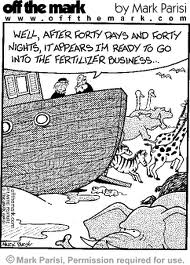 off the mark by Mark Parisi
www.offthemark.com
WELL, AFTER FORTY DAYS AND FORTY
NIGHTS, IT APPEARS I'M READY TO GO
INTO THE FERTILIZER BUSINESS...
© Mark Parisi, Permission required for use.